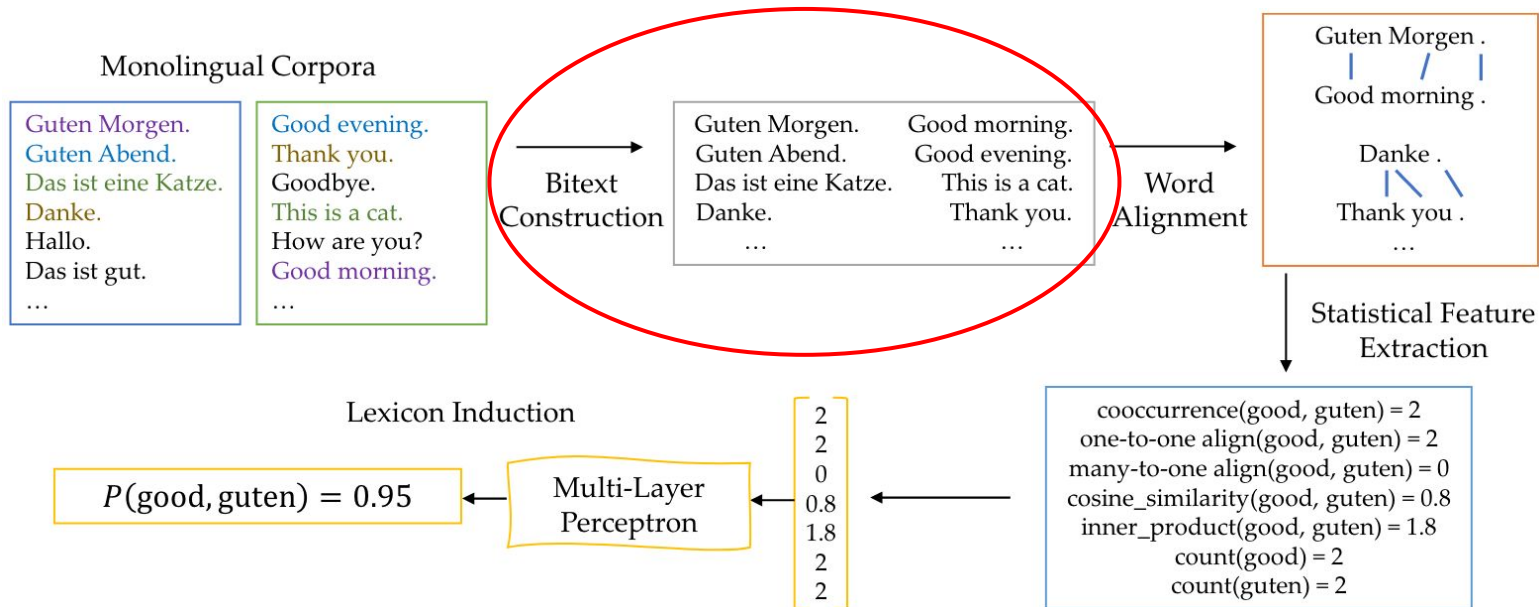 Monolingual Corpora
Guten Morgen.
Guten Abend.
Das ist eine Katze.
Danke.
Hallo.
Das ist gut.
…
Good evening.
Thank you.
Goodbye.
This is a cat.
How are you?
Good morning.
…
Bitext
Construction
Guten Morgen. Good morning.
Guten Abend. Good evening.
Das ist eine Katze. This is a cat.
Danke. Thank you.
… …
Word
Alignment
Guten Morgen .
Good morning .
Danke .
Thank you .
…
Statistical Feature
Extraction
cooccurrence(good, guten) = 2
one-to-one align(good, guten) = 2
many-to-one align(good, guten) = 0
cosine_similarity(good, guten) = 0.8
inner_product(good, guten) = 1.8
count(good) = 2
count(guten) = 2
2
2
0
0.8
1.8
2
2
Multi-Layer
Perceptron
Lexicon Induction
P(good, guten) = 0.95